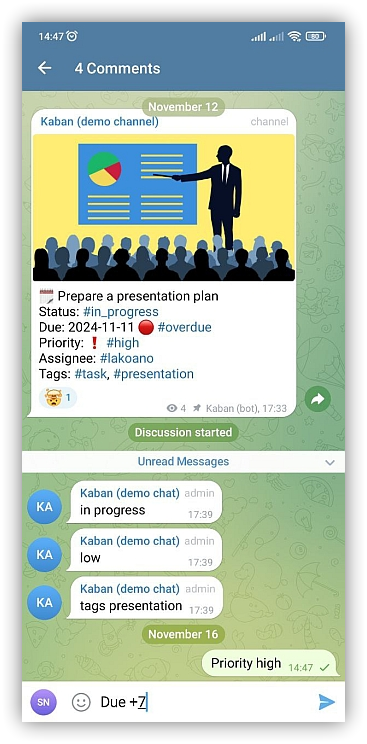 14:47 80
4 Comments
November 12
Kaban (demo channel) channel
Prepare a presentation plan
Status: #in_progress
Due: 2024-11-11 🔴 #overdue
Priority: ❗ #high
Assignee: #lakoano
Tags: #task, #presentation
1
4 Kaban (bot), 17:33
Discussion started
Unread Messages
KA
Kaban (demo chat) admin
in progress 17:39
KA
Kaban (demo chat) admin
low 17:39
KA
Kaban (demo chat) admin
tags presentation 17:39
November 16
Priority high 14:47
SN Due +7